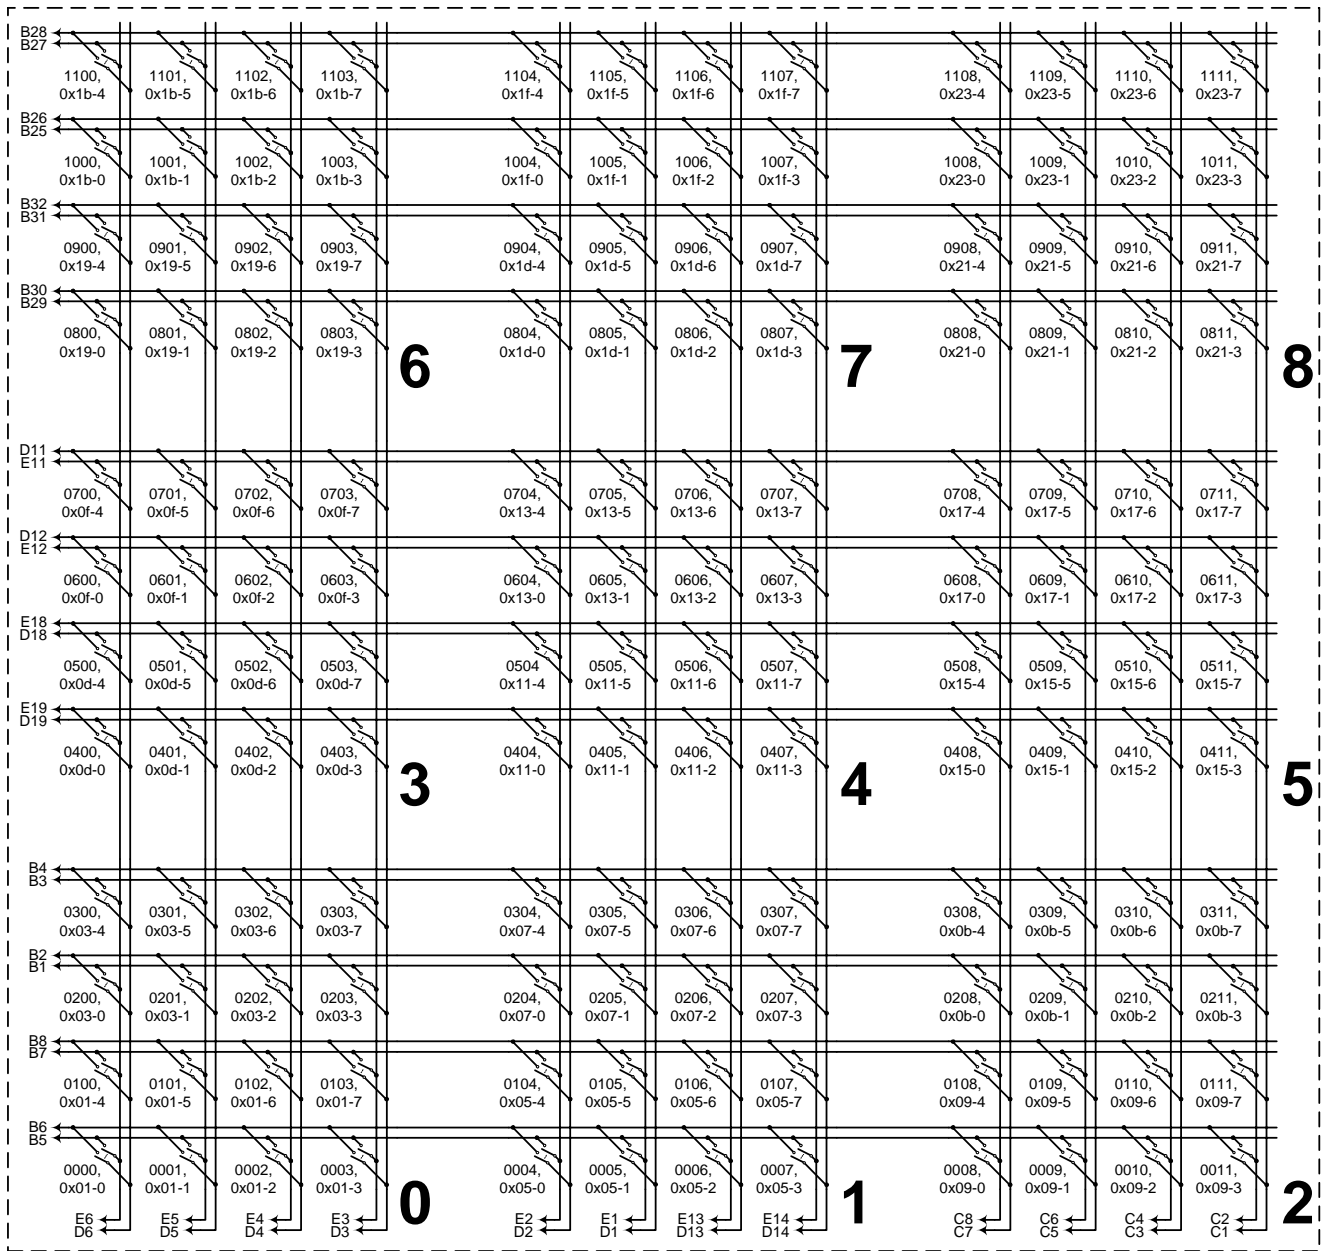 B28
B27
1100, 1101, 1102, 1103, 1104, 1105, 1106, 1107, 1108, 1109, 1110, 1111,
0x1b-4 0x1b-5 0x1b-6 0x1b-7 0x1f-4 0x1f-5 0x1f-6 0x1f-7 0x23-4 0x23-5 0x23-6 0x23-7
B26
B25
1000, 1001, 1002, 1003, 1004, 1005, 1006, 1007, 1008, 1009, 1010, 1011,
0x1b-0 0x1b-1 0x1b-2 0x1b-3 0x1f-0 0x1f-1 0x1f-2 0x1f-3 0x23-0 0x23-1 0x23-2 0x23-3
B32
B31
0900, 0901, 0902, 0903, 0904, 0905, 0906, 0907, 0908, 0909, 0910, 0911,
0x19-4 0x19-5 0x19-6 0x19-7 0x1d-4 0x1d-5 0x1d-6 0x1d-7 0x21-4 0x21-5 0x21-6 0x21-7
B30
B29
0800, 0801, 0802, 0803, 0804, 0805, 0806, 0807, 0808, 0809, 0810, 0811,
0x19-0 0x19-1 0x19-2 0x19-3 0x1d-0 0x1d-1 0x1d-2 0x1d-3 0x21-0 0x21-1 0x21-2 0x21-3
6 7 8
D11
E11
0700, 0701, 0702, 0703, 0704, 0705, 0706, 0707, 0708, 0709, 0710, 0711,
0x0f-4 0x0f-5 0x0f-6 0x0f-7 0x13-4 0x13-5 0x13-6 0x13-7 0x17-4 0x17-5 0x17-6 0x17-7
D12
E12
0600, 0601, 0602, 0603, 0604, 0605, 0606, 0607, 0608, 0609, 0610, 0611,
0x0f-0 0x0f-1 0x0f-2 0x0f-3 0x13-0 0x13-1 0x13-2 0x13-3 0x17-0 0x17-1 0x17-2 0x17-3
E18
D18
0500, 0501, 0502, 0503, 0504 0505, 0506, 0507, 0508, 0509, 0510, 0511,
0x0d-4 0x0d-5 0x0d-6 0x0d-7 0x11-4 0x11-5 0x11-6 0x11-7 0x15-4 0x15-5 0x15-6 0x15-7
E19
D19
0400, 0401, 0402, 0403, 0404, 0405, 0406, 0407, 0408, 0409, 0410, 0411,
0x0d-0 0x0d-1 0x0d-2 0x0d-3 0x11-0 0x11-1 0x11-2 0x11-3 0x15-0 0x15-1 0x15-2 0x15-3
3 4 5
B4
B3
0300, 0301, 0302, 0303, 0304, 0305, 0306, 0307, 0308, 0309, 0310, 0311,
0x03-4 0x03-5 0x03-6 0x03-7 0x07-4 0x07-5 0x07-6 0x07-7 0x0b-4 0x0b-5 0x0b-6 0x0b-7
B2
B1
0200, 0201, 0202, 0203, 0204, 0205, 0206, 0207, 0208, 0209, 0210, 0211,
0x03-0 0x03-1 0x03-2 0x03-3 0x07-0 0x07-1 0x07-2 0x07-3 0x0b-0 0x0b-1 0x0b-2 0x0b-3
B8
B7
0100, 0101, 0102, 0103, 0104, 0105, 0106, 0107, 0108, 0109, 0110, 0111,
0x01-4 0x01-5 0x01-6 0x01-7 0x05-4 0x05-5 0x05-6 0x05-7 0x09-4 0x09-5 0x09-6 0x09-7
B6
B5
0000, 0001, 0002, 0003, 0004, 0005, 0006, 0007, 0008, 0009, 0010, 0011,
0x01-0 0x01-1 0x01-2 0x01-3 0x05-0 0x05-1 0x05-2 0x05-3 0x09-0 0x09-1 0x09-2 0x09-3
0 1 2
E6 E5 E4 E3 E2 E1 E13 E14 C8 C6 C4 C2
D6 D5 D4 D3 D2 D1 D13 D14 C7 C5 C3 C1